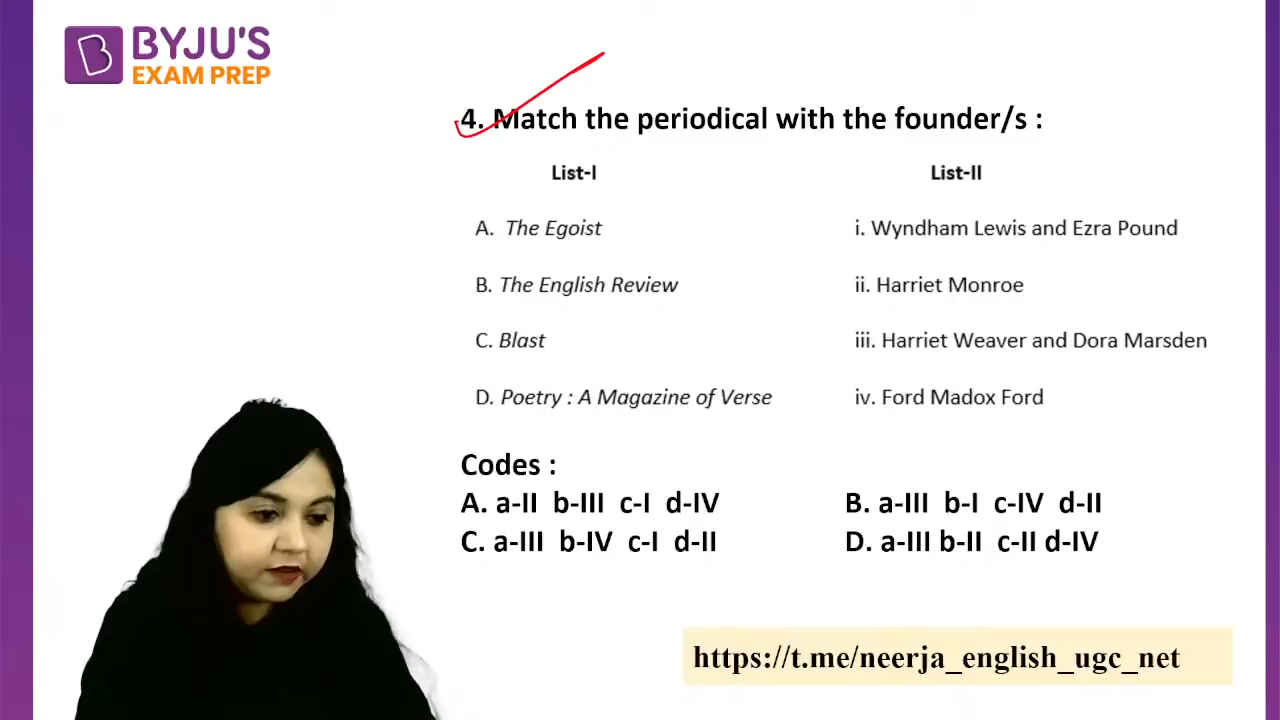 BYJU'S
EXAM PREP
4. Match the periodical with the founder/s :
List-I List-II
A. The Egoist i. Wyndham Lewis and Ezra Pound
B. The English Review ii. Harriet Monroe
C. Blast iii. Harriet Weaver and Dora Marsden
D. Poetry : A Magazine of Verse iv. Ford Madox Ford
Codes :
A. a-II b-III c-I d-IV B. a-III b-I c-IV d-II
C. a-III b-IV c-I d-II D. a-III b-II c-II d-IV
https://t.me/neerja_english_ugc_net